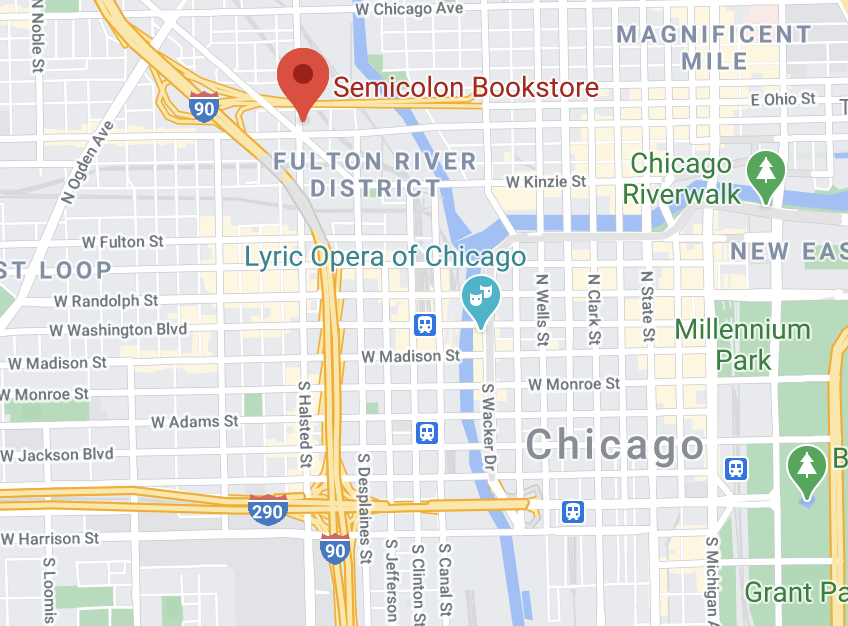 W Chicago Ave
N Noble St
MAGNIFICENT
MILE
Semicolon Bookstore
90
E Ohio St
T
N Ogden Ave
FULTON RIVER
DISTRICT
Chicago
Riverwalk
W Kinzie St
W Fulton St
Lyric Opera of Chicago
NEW EAS
ST LOOP
W Randolph St
N Wells St
N Clark St
N State St
W Washington Blvd
Millennium
Park
W Madison St
W Madison St
W Monroe St
W Monroe St
S Halsted St
S Wacker Dr
W Adams St
Chicago
W Jackson Blvd
B
S Desplaines St
290
W Harrison St
90
S Loomis
S Jefferson
S Clinton St
S Canal St
S Michigan A
Grant Pa